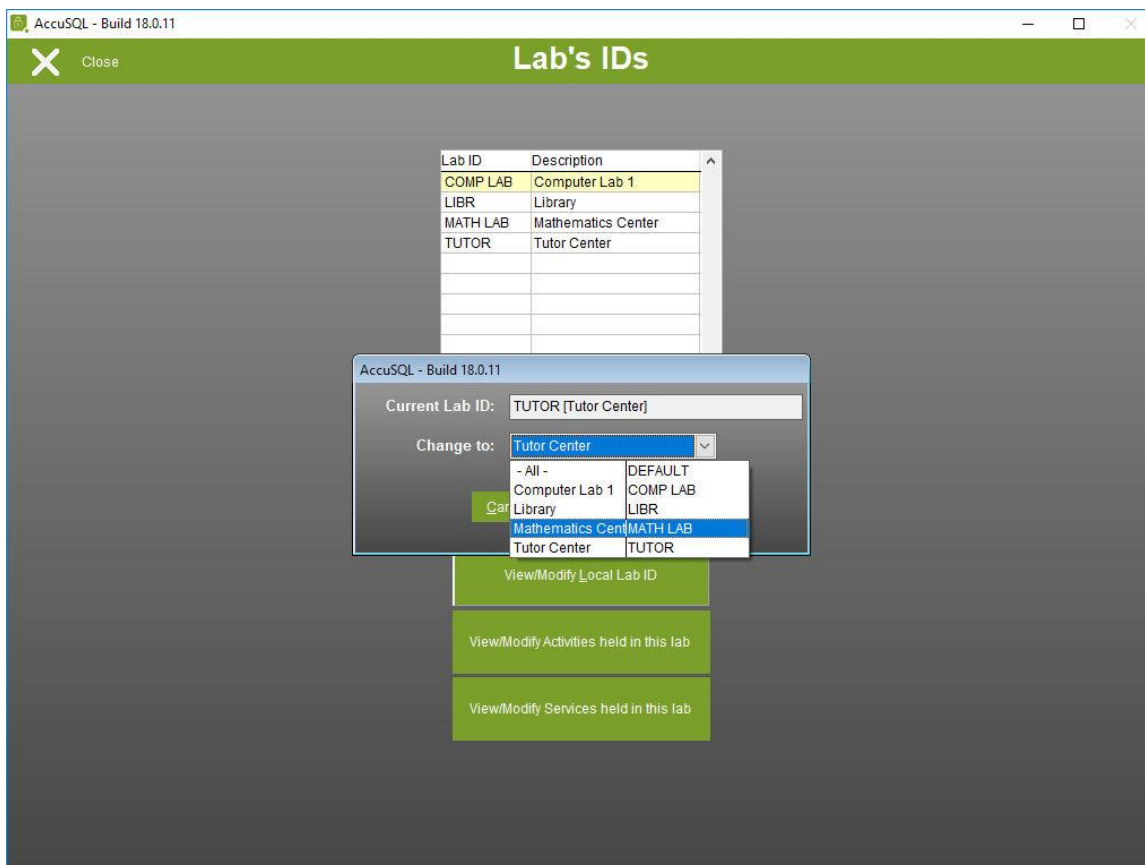 AccuSQL - Build 18.0.11
Close
Lab's IDs
Lab ID Description
COMP LAB Computer Lab 1
LIBR Library
MATH LAB Mathematics Center
TUTOR Tutor Center
AccuSQL - Build 18.0.11
Current Lab ID: TUTOR [Tutor Center]
Change to: Tutor Center
- All - DEFAULT
Computer Lab 1 COMP LAB
Library LIBR
Mathematics Cent MATH LAB
Tutor Center TUTOR
View/Modify Local Lab ID
View/Modify Activities held in this lab
View/Modify Services held in this lab